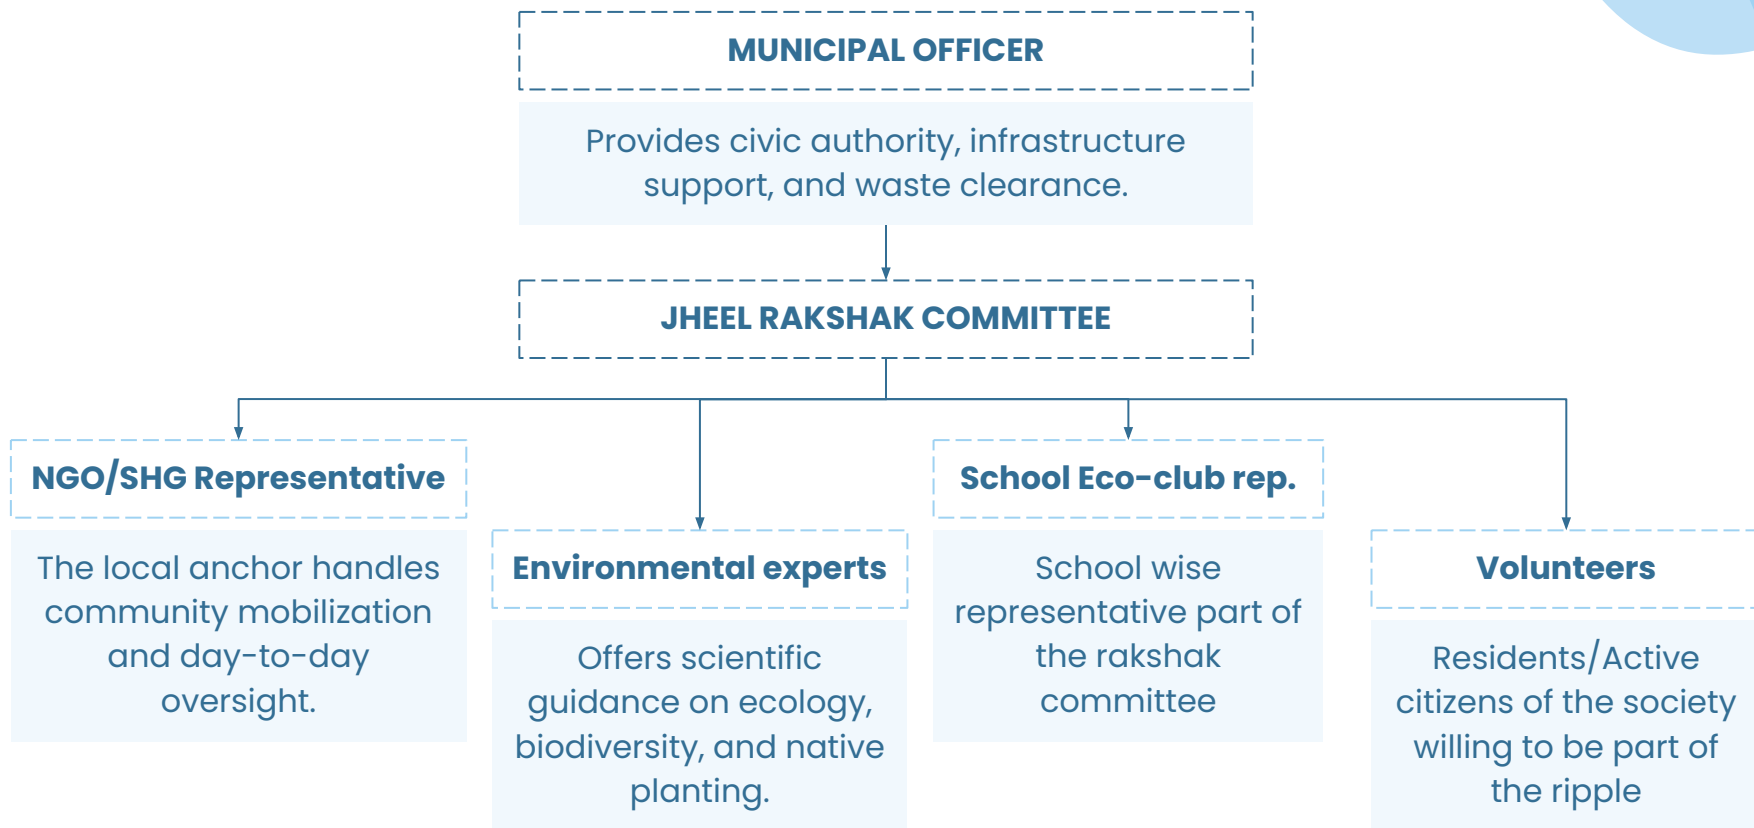 MUNICIPAL OFFICER
Provides civic authority, infrastructure
support, and waste clearance.
JHEEL RAKSHAK COMMITTEE
NGO/SHG Representative
The local anchor handles
community mobilization
and day-to-day
oversight.
Environmental experts
Offers scientific
guidance on ecology,
biodiversity, and native
planting.
School Eco-club rep.
School wise
representative part of
the rakshak
committee
Volunteers
Residents/Active
citizens of the society
willing to be part of
the ripple